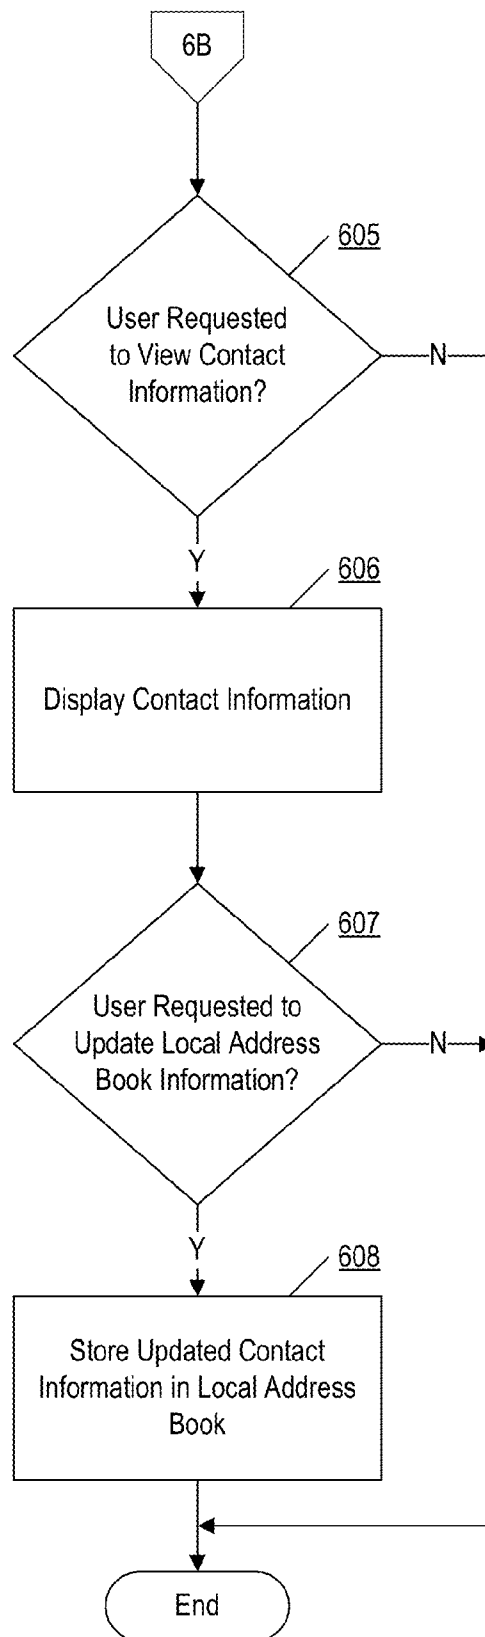 6B
605
User Requested
to View Contact
Information?
N
Y
606
Display Contact Information
607
User Requested to
Update Local Address
Book Information?
N
Y
608
Store Updated Contact
Information in Local Address
Book
End